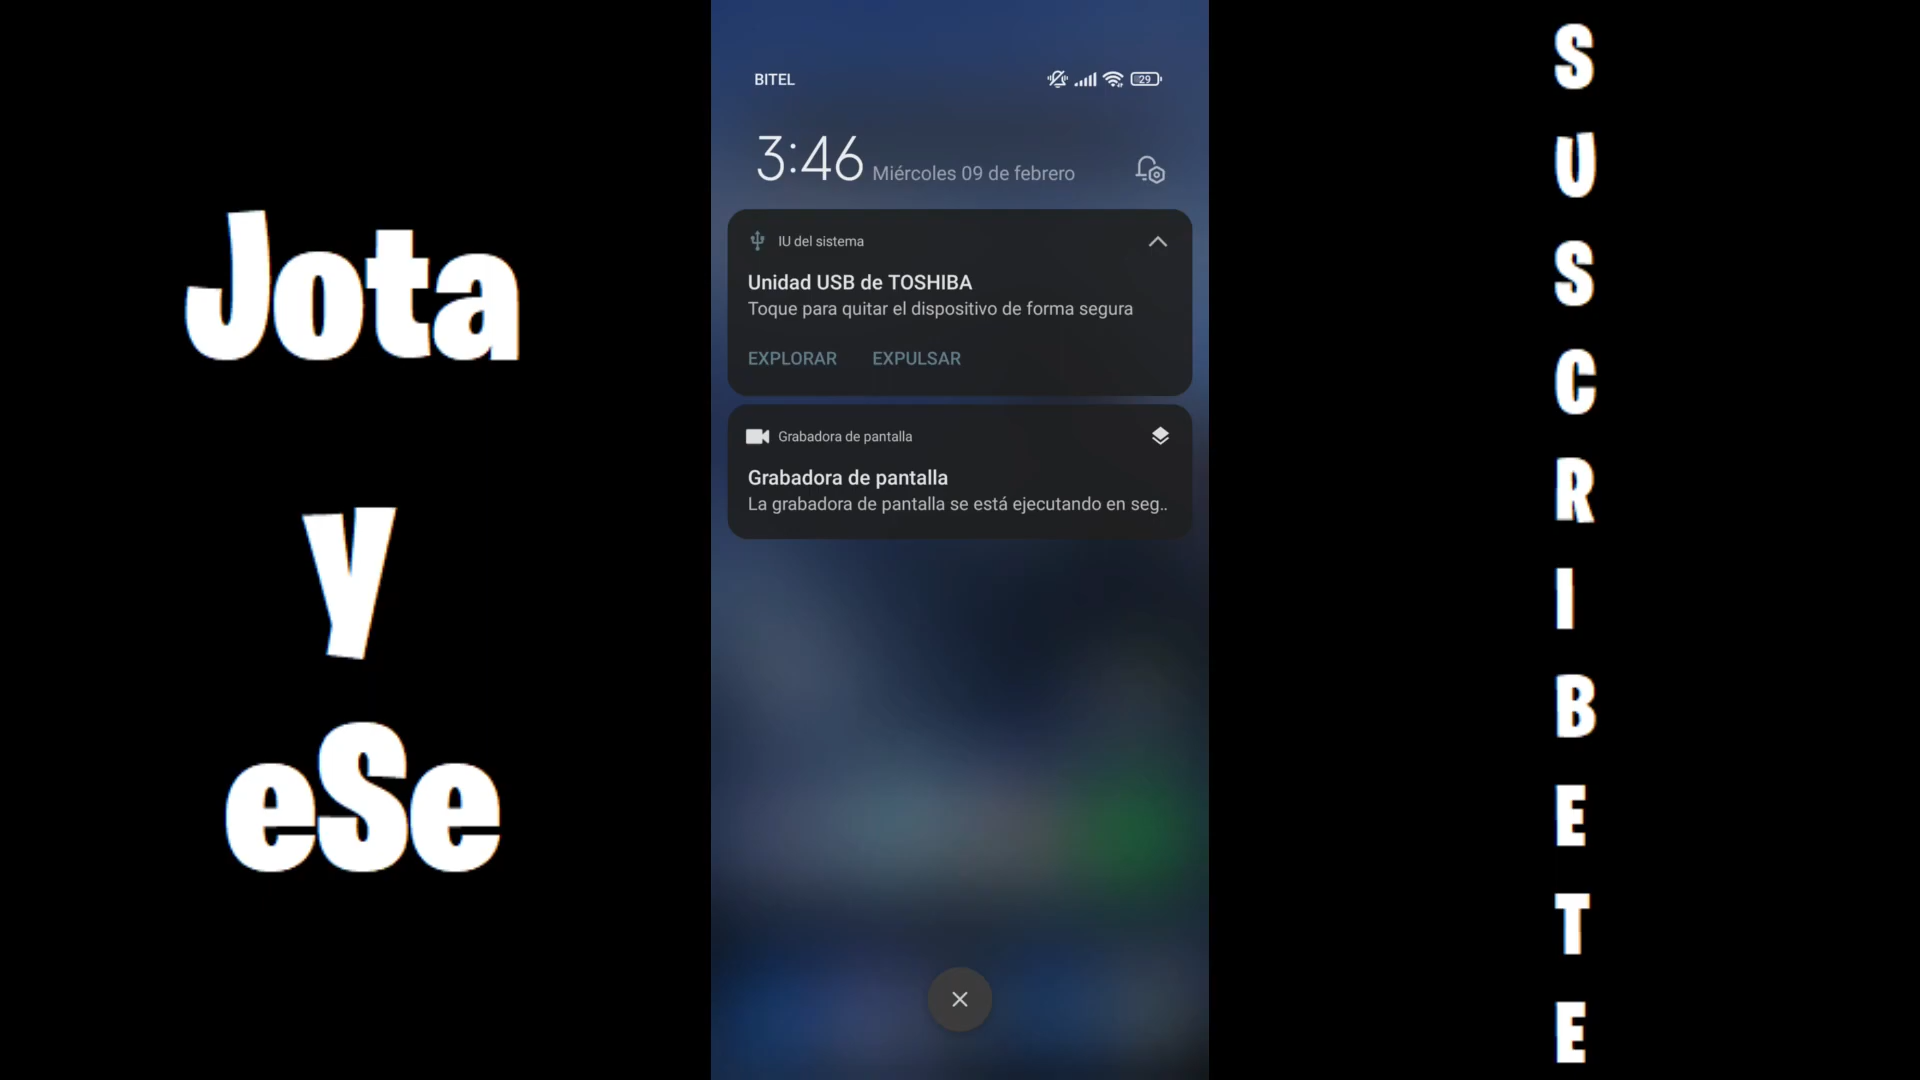 Jota
y
eSe
BITEL
29
3:46 Miércoles 09 de febrero
IU del sistema
Unidad USB de TOSHIBA
Toque para quitar el dispositivo de forma segura
EXPLORAR EXPULSAR
Grabadora de pantalla
Grabadora de pantalla
La grabadora de pantalla se está ejecutando en seg..
S
U
S
C
R
I
B
E
T
E